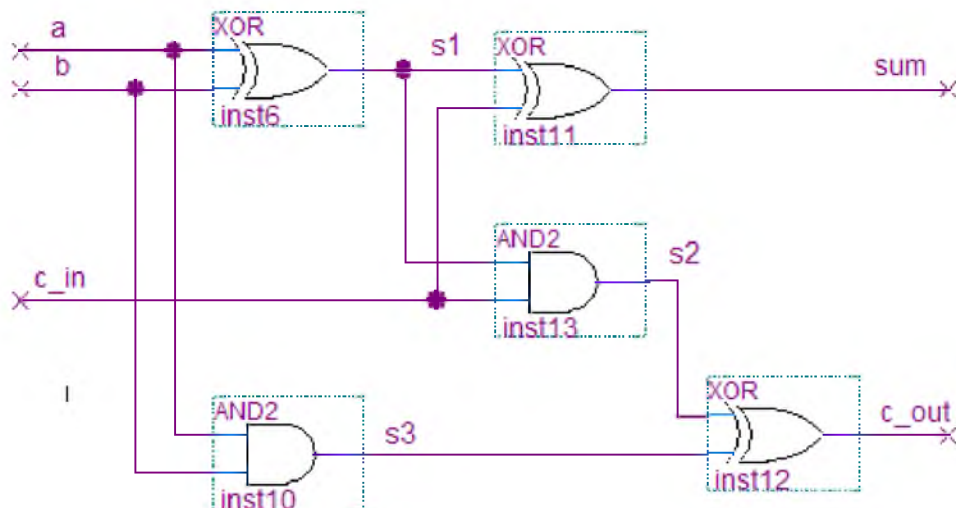 a
XOR
b
inst6
s1
XOR
inst11
sum
c_in
AND2
inst13
s2
AND2
inst10
s3
XOR
inst12
c_out